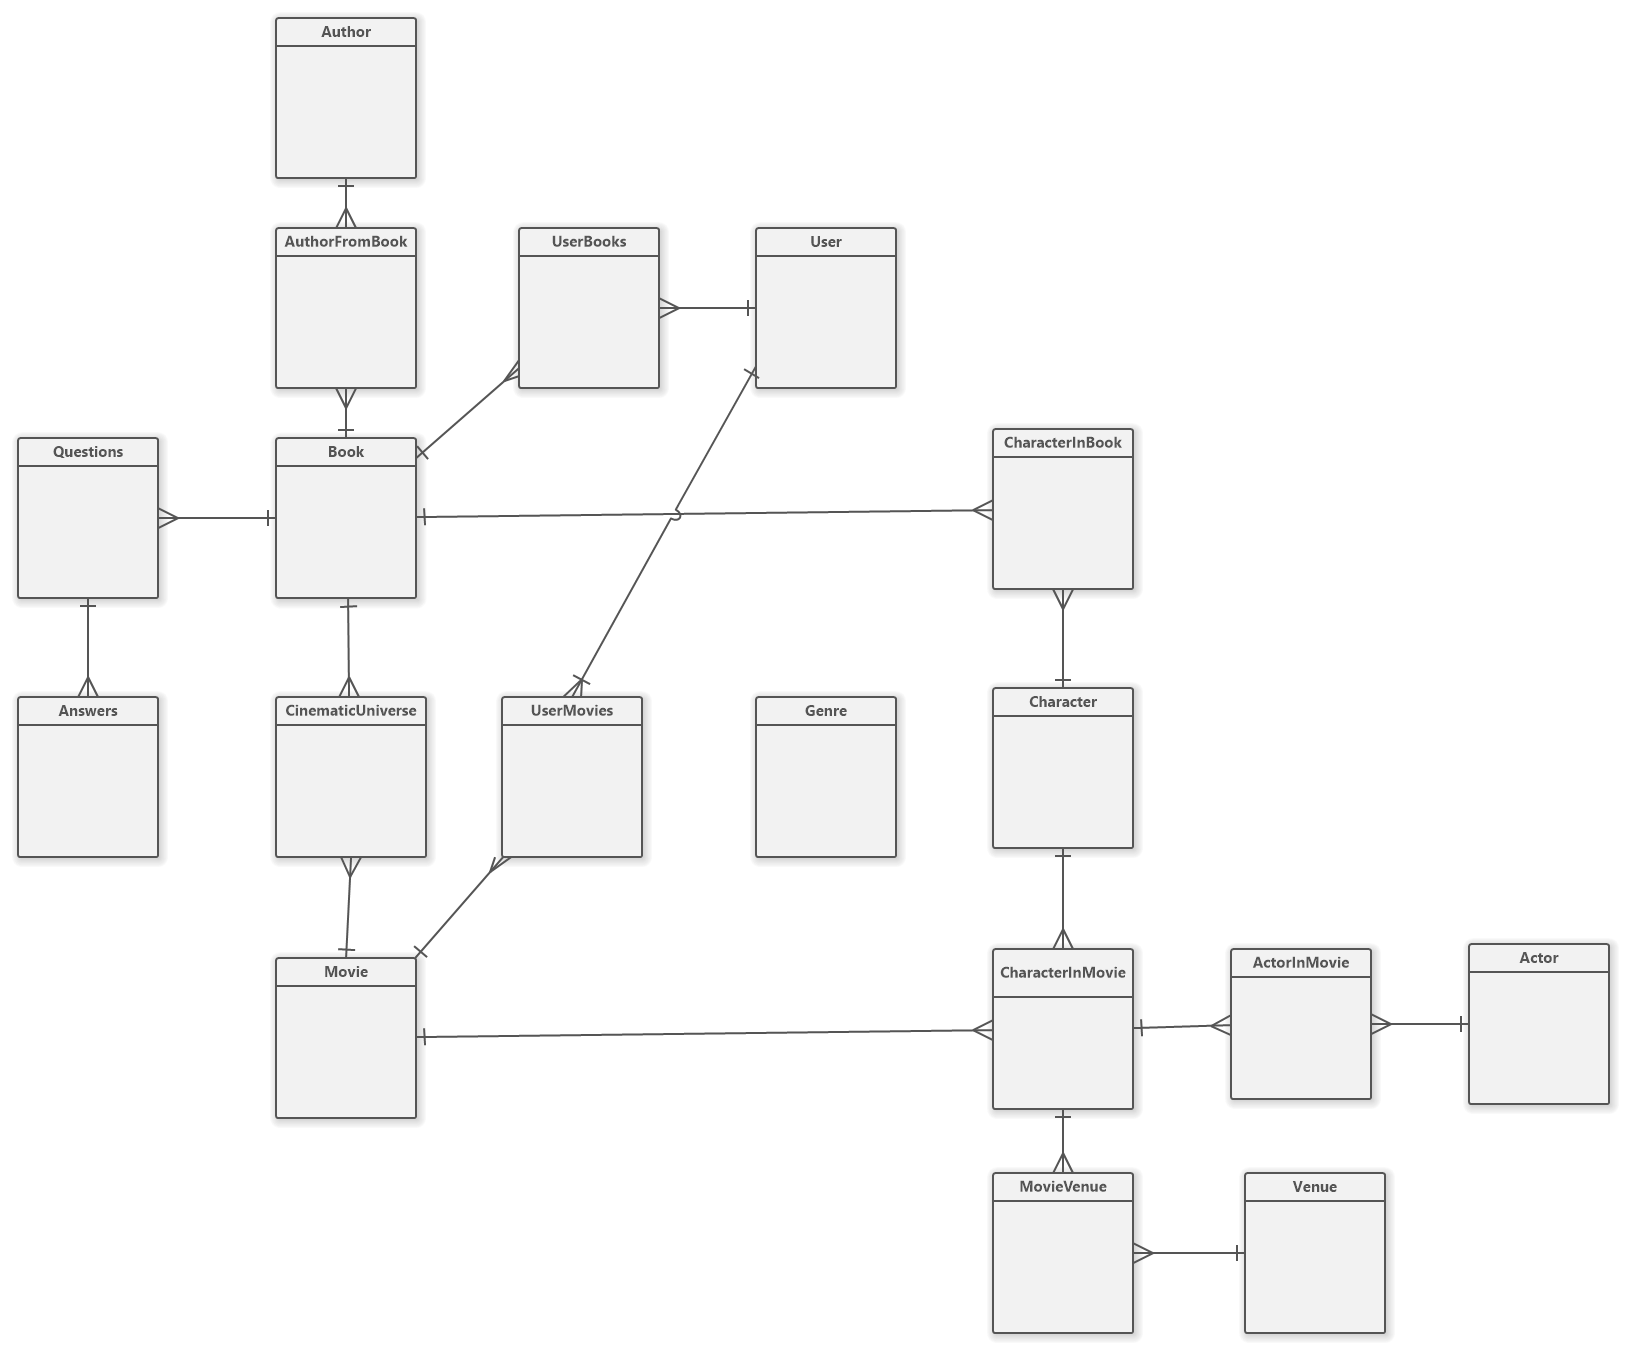 Author
AuthorFromBook
UserBooks
User
Questions
Book
CharacterInBook
Answers
CinematicUniverse
UserMovies
Genre
Character
Movie
CharacterInMovie
ActorInMovie
Actor
MovieVenue
Venue